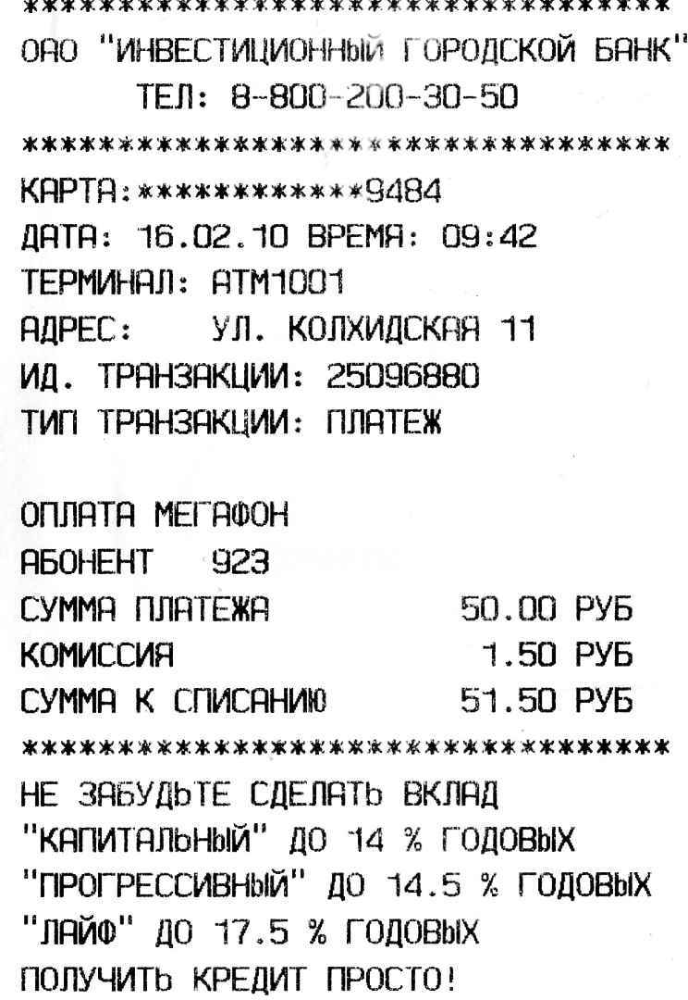 **********************************
ОАО "ИНВЕСТИЦИОННЫЙ ГОРОДСКОЙ БАНК"
ТЕЛ: 8-800-200-30-50
**********************************
КАРТА:************9484
ДАТА: 16.02.10 ВРЕМЯ: 09:42
ТЕРМИНАЛ: ATM1001
АДРЕС: УЛ. КОЛХИДСКАЯ 11
ИД. ТРАНЗАКЦИИ: 25096880
ТИП ТРАНЗАКЦИИ: ПЛАТЕЖ
ОПЛАТА МЕГАФОН
АБОНЕНТ 923
СУММА ПЛАТЕЖА 50.00 РУБ
КОМИССИЯ 1.50 РУБ
СУММА К СПИСАНИЮ 51.50 РУБ
**********************************
НЕ ЗАБУДЬТЕ СДЕЛАТЬ ВКЛАД
"КАПИТАЛЬНЫЙ" ДО 14 % ГОДОВЫХ
"ПРОГРЕССИВНЫЙ" ДО 14.5 % ГОДОВЫХ
"ЛАЙФ" ДО 17.5 % ГОДОВЫХ
ПОЛУЧИТЬ КРЕДИТ ПРОСТО!